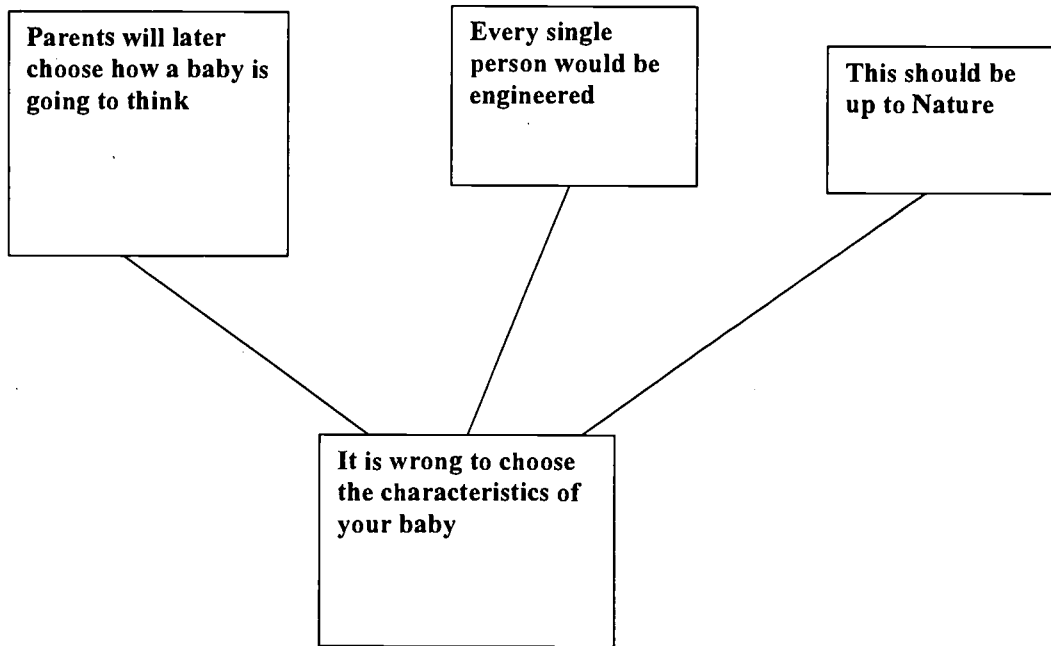 Parents will later
choose how a baby is
going to think
Every single
person would be
engineered
This should be
up to Nature
It is wrong to choose
the characteristics of
your baby